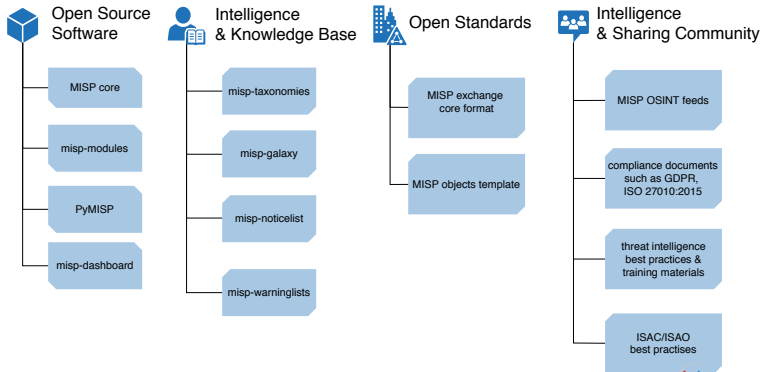 Open Source
Software
MISP core
misp-modules
PyMISP
misp-dashboard
Intelligence
& Knowledge Base
misp-taxonomies
misp-galaxy
misp-noticelist
misp-warninglists
Open Standards
MISP exchange
core format
MISP objects template
Intelligence
& Sharing Community
MISP OSINT feeds
compliance documents
such as GDPR,
ISO 27010:2015
threat intelligence
best practices &
training materials
ISAC/ISAO
best practises